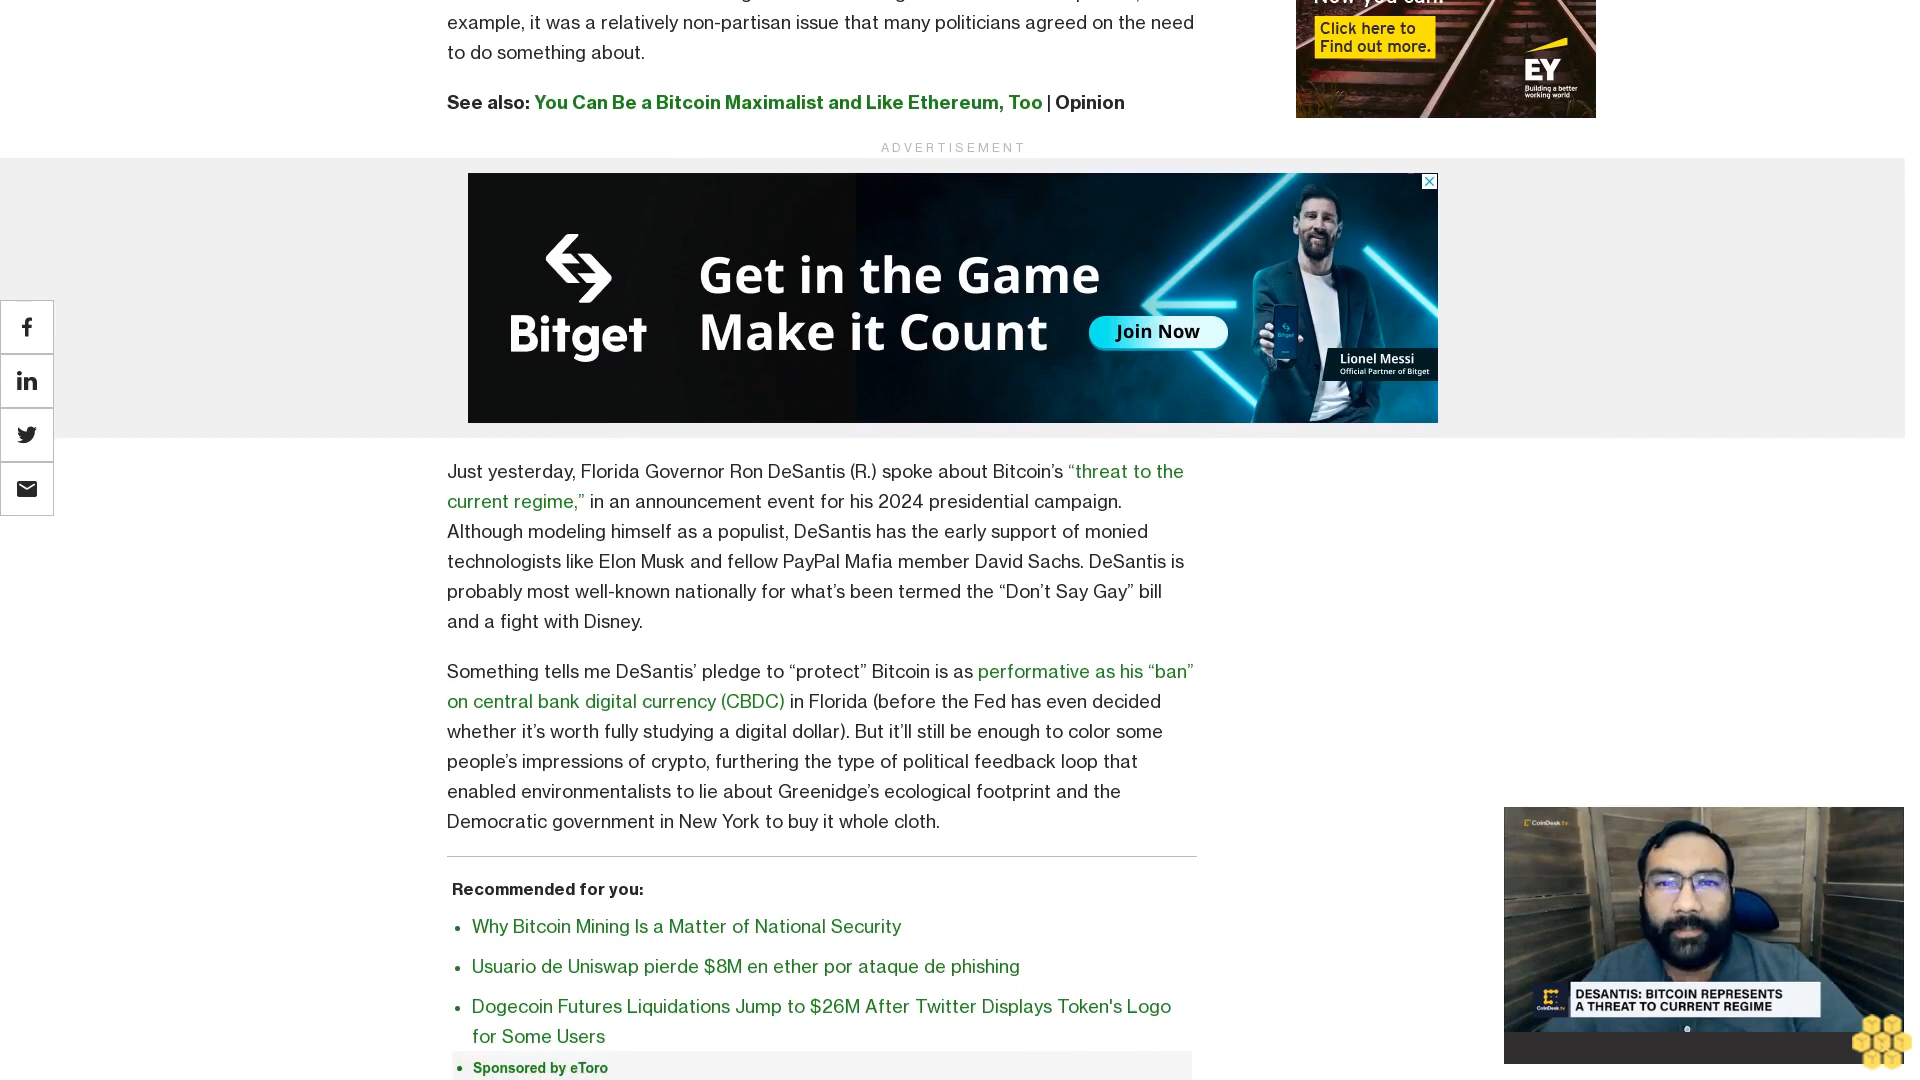 example, it was a relatively non-partisan issue that many politicians agreed on the need
to do something about.
See also: You Can Be a Bitcoin Maximalist and Like Ethereum, Too | Opinion
Click here to
Find out more.
EY
Building a better
working world
ADVERTISEMENT
Bitget
Get in the Game
Make it Count
Join Now
Lionel Messi
Official Partner of Bitget
Just yesterday, Florida Governor Ron DeSantis (R.) spoke about Bitcoin’s “threat to the
current regime,” in an announcement event for his 2024 presidential campaign.
Although modeling himself as a populist, DeSantis has the early support of monied
technologists like Elon Musk and fellow PayPal Mafia member David Sachs. DeSantis is
probably most well-known nationally for what’s been termed the “Don’t Say Gay” bill
and a fight with Disney.
Something tells me DeSantis’ pledge to “protect” Bitcoin is as performative as his “ban”
on central bank digital currency (CBDC) in Florida (before the Fed has even decided
whether it’s worth fully studying a digital dollar). But it’ll still be enough to color some
people’s impressions of crypto, furthering the type of political feedback loop that
enabled environmentalists to lie about Greenidge’s ecological footprint and the
Democratic government in New York to buy it whole cloth.
Recommended for you:
• Why Bitcoin Mining Is a Matter of National Security
• Usuario de Uniswap pierde $8M en ether por ataque de phishing
• Dogecoin Futures Liquidations Jump to $26M After Twitter Displays Token's Logo
for Some Users
• Sponsored by eToro
CoinDesk.tv
CoinDesk.tv
DESANTIS: BITCOIN REPRESENTS
A THREAT TO CURRENT REGIME